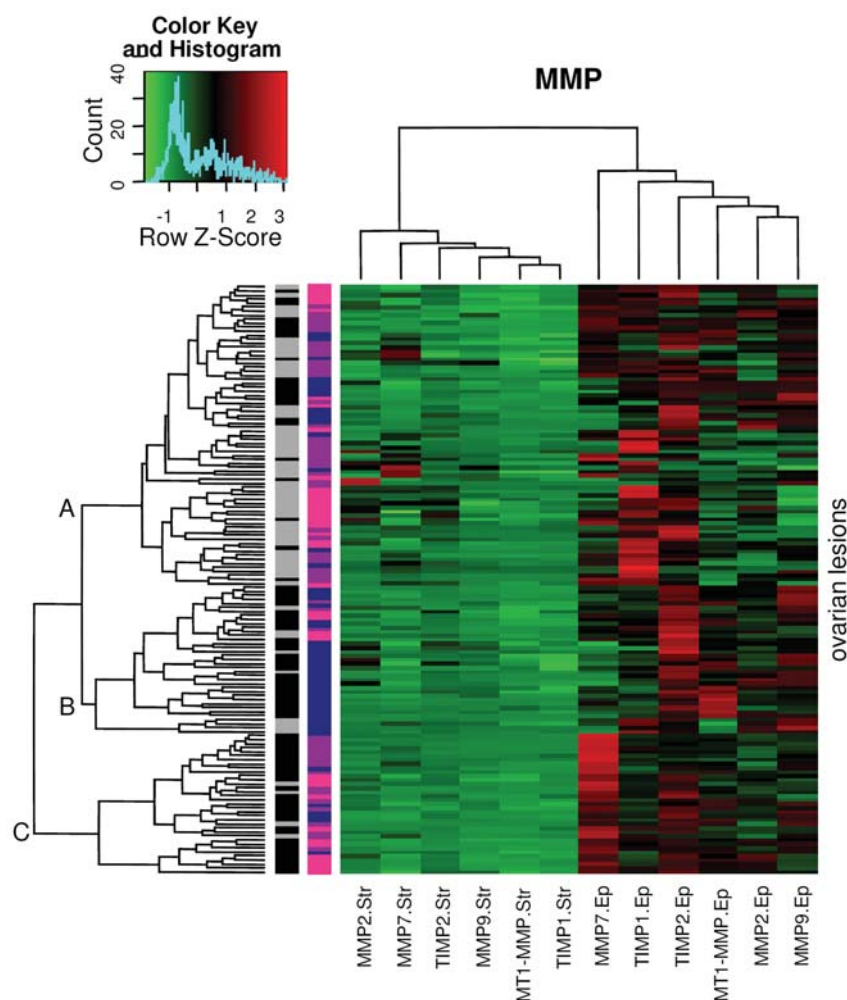 Color Key
and Histogram
Count
0 20 40
-1 1 2 3
Row Z-Score
MMP
A
B
C
ovarian lesions
MMP2.Str
MMP7.Str
TIMP2.Str
MMP9.Str
MT1-MMP.Str
TIMP1.Str
MMP7.Ep
TIMP1.Ep
TIMP2.Ep
MT1-MMP.Ep
MMP2.Ep
MMP9.Ep